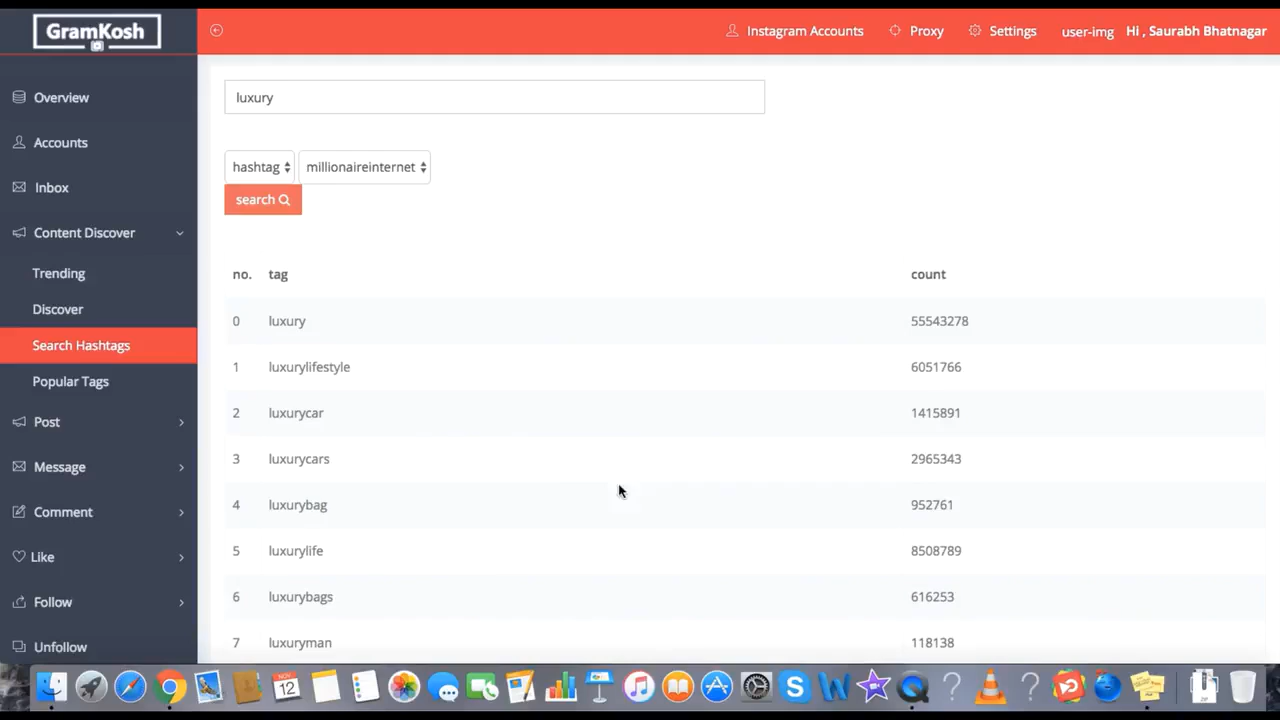 GramKosh
Instagram Accounts
Proxy
Settings
user-img
Hi , Saurabh Bhatnagar
Overview
Accounts
Inbox
Content Discover
Trending
Discover
Search Hashtags
Popular Tags
Post
Message
Comment
Like
Follow
Unfollow
luxury
hashtag millionaireinternet
search
no. tag count
0 luxury 55543278
1 luxurylifestyle 6051766
2 luxurycar 1415891
3 luxurycars 2965343
4 luxurybag 952761
5 luxurylife 8508789
6 luxurybags 616253
7 luxuryman 118138
NOV
12